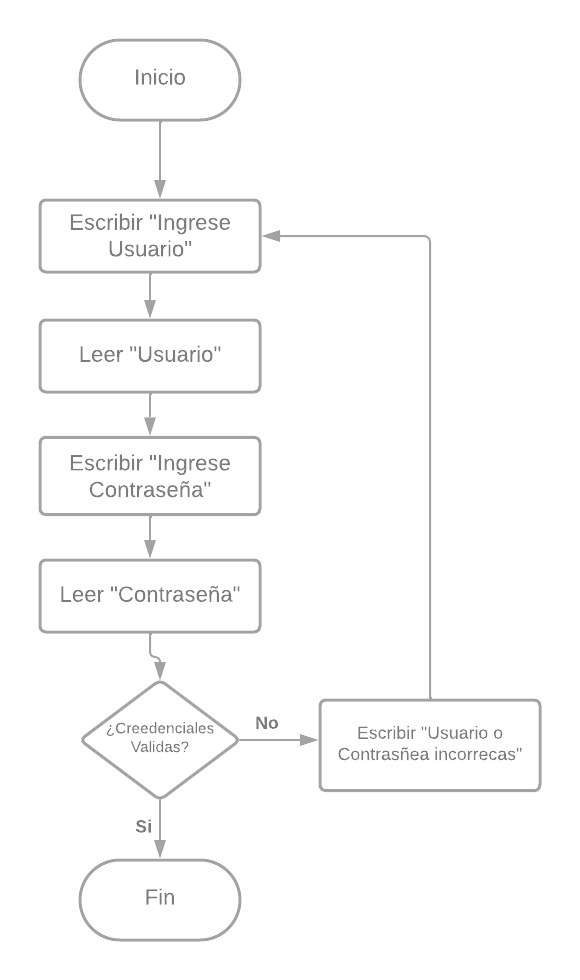 Inicio
Escribir "Ingrese
Usuario"
Leer "Usuario"
Escribir "Ingrese
Contraseña"
Leer "Contraseña"
¿Creedenciales
Validas?
No
Escribir "Usuario o
Contrasñea incorrecas"
Si
Fin